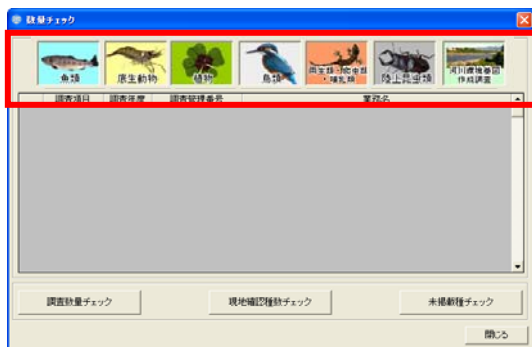 数量チェック
魚類
底生動物
植物
鳥類
両生類・爬虫類
・哺乳類
陸上昆虫類
河川環境基図
作成調査
調査項目 調査年度 調査管理番号 業務名
調査数量チェック
現地確認種数チェック
未掲載種チェック
閉じる